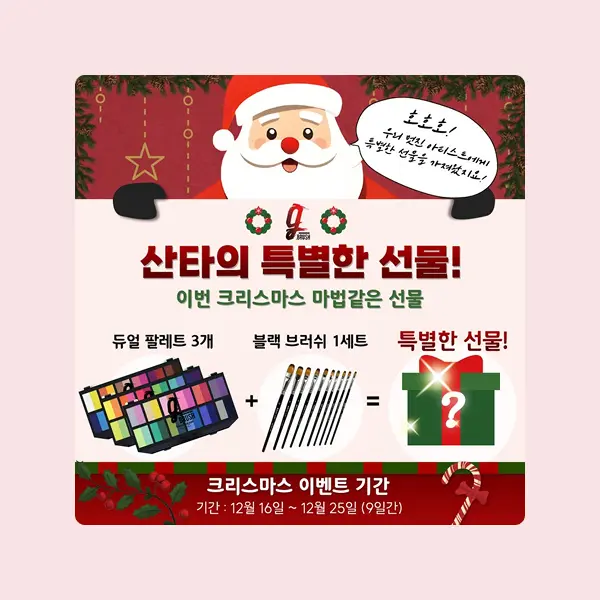 호호호!
우리 멋진 아티스트에게
특별한 선물을 가져왔지요!
g
BRUSH
산타의 특별한 선물!
이번 크리스마스 마법같은 선물
듀얼 팔레트 3개
블랙 브러쉬 1세트
특별한 선물!
+
=
?
크리스마스 이벤트 기간
기간 : 12월 16일 ~ 12월 25일 (9일간)